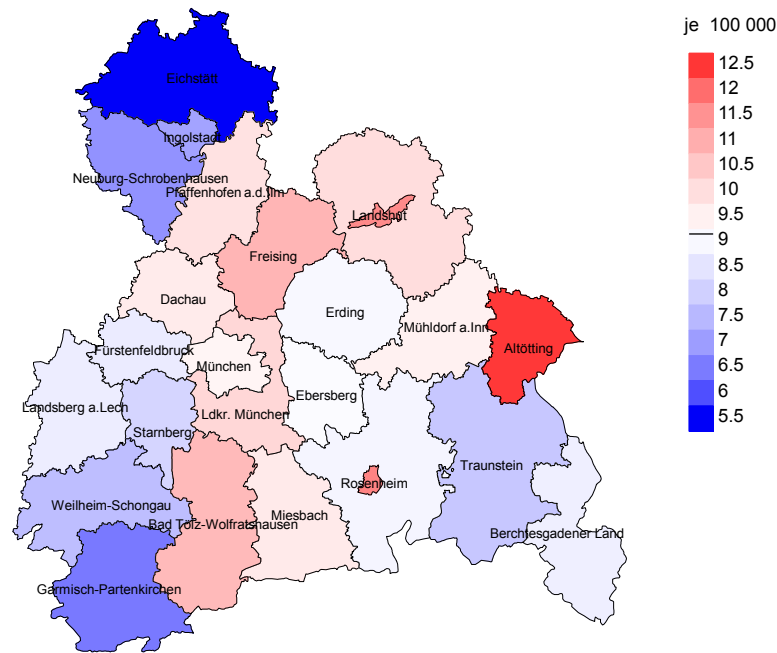 je 100 000
12.5
12
11.5
11
10.5
10
9.5
9
8.5
8
7.5
7
6.5
6
5.5
Eichstätt
Ingolstadt
Neuburg-Schrobenhausen
Pfaffenhofen a.d.Ilm
Landshut
Freising
Dachau
Erding
Mühldorf a.Inn
Altötting
Fürstenfeldbruck
München
Ebersberg
Landsberg a.Lech
Ldkr. München
Starnberg
Traunstein
Rosenheim
Weilheim-Schongau
Miesbach
Bad Tölz-Wolfratshausen
Berchtesgadener Land
Garmisch-Partenkirchen